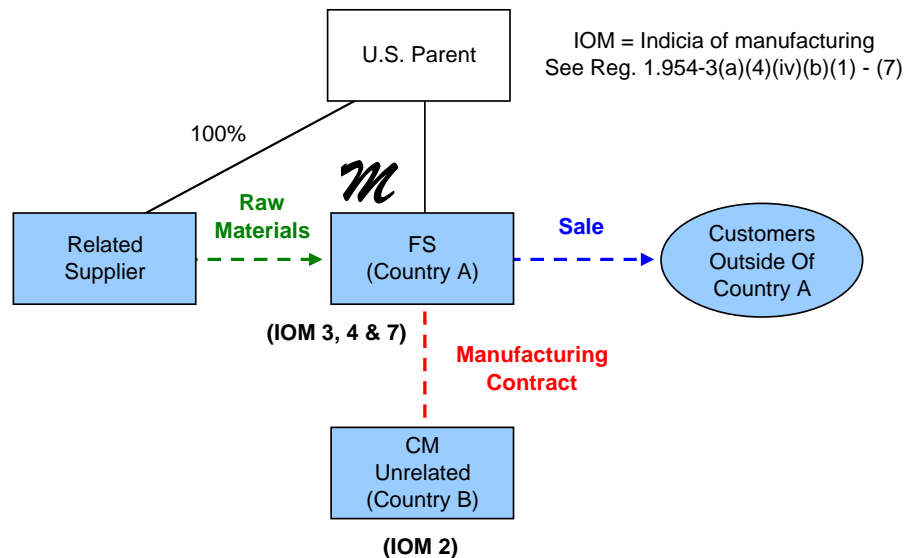 U.S. Parent
IOM = Indicia of manufacturing
See Reg. 1.954-3(a)(4)(iv)(b)(1) - (7)
100%
M
Raw
Materials
Related
Supplier
FS
(Country A)
Sale
Customers
Outside Of
Country A
(IOM 3, 4 & 7)
Manufacturing
Contract
CM
Unrelated
(Country B)
(IOM 2)